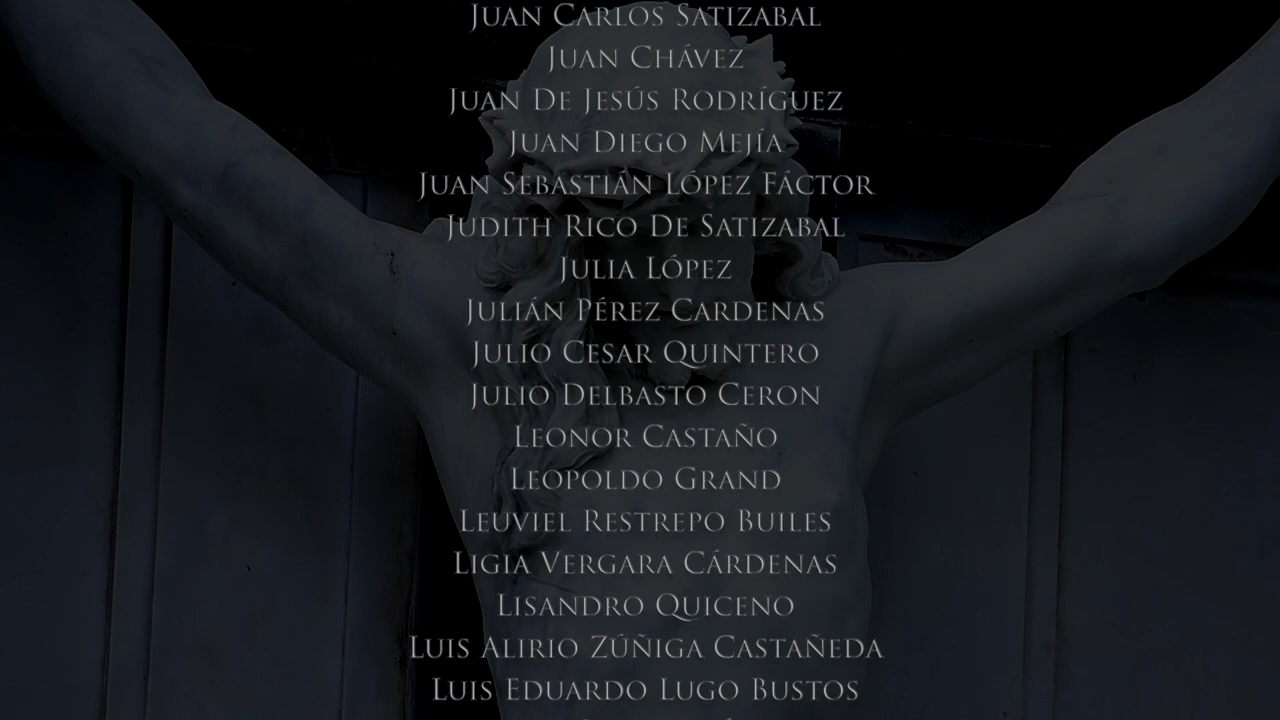 Juan Carlos Satizabal
Juan Chávez
Juan De Jesús Rodríguez
Juan Diego Mejía
Juan Sebastián López Fáctor
Judith Rico De Satizabal
Julia López
Julián Pérez Cardenas
Julio Cesar Quintero
Julio Delbasto Ceron
Leonor Castaño
Leopoldo Grand
Leuviel Restrepo Builes
Ligia Vergara Cárdenas
Lisandro Quiceno
Luis Alirio Zúñiga Castañeda
Luis Eduardo Lugo Bustos